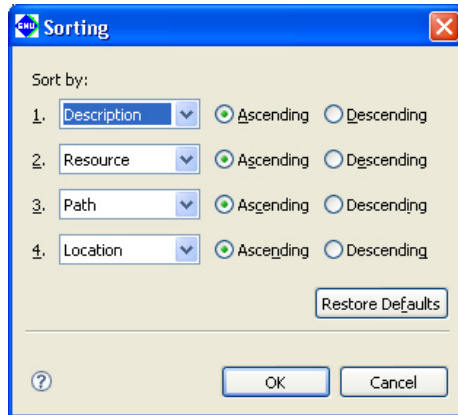 GNU Sorting
Sort by:
1. Description Ascending Descending
2. Resource Ascending Descending
3. Path Ascending Descending
4. Location Ascending Descending
Restore Defaults
? OK Cancel